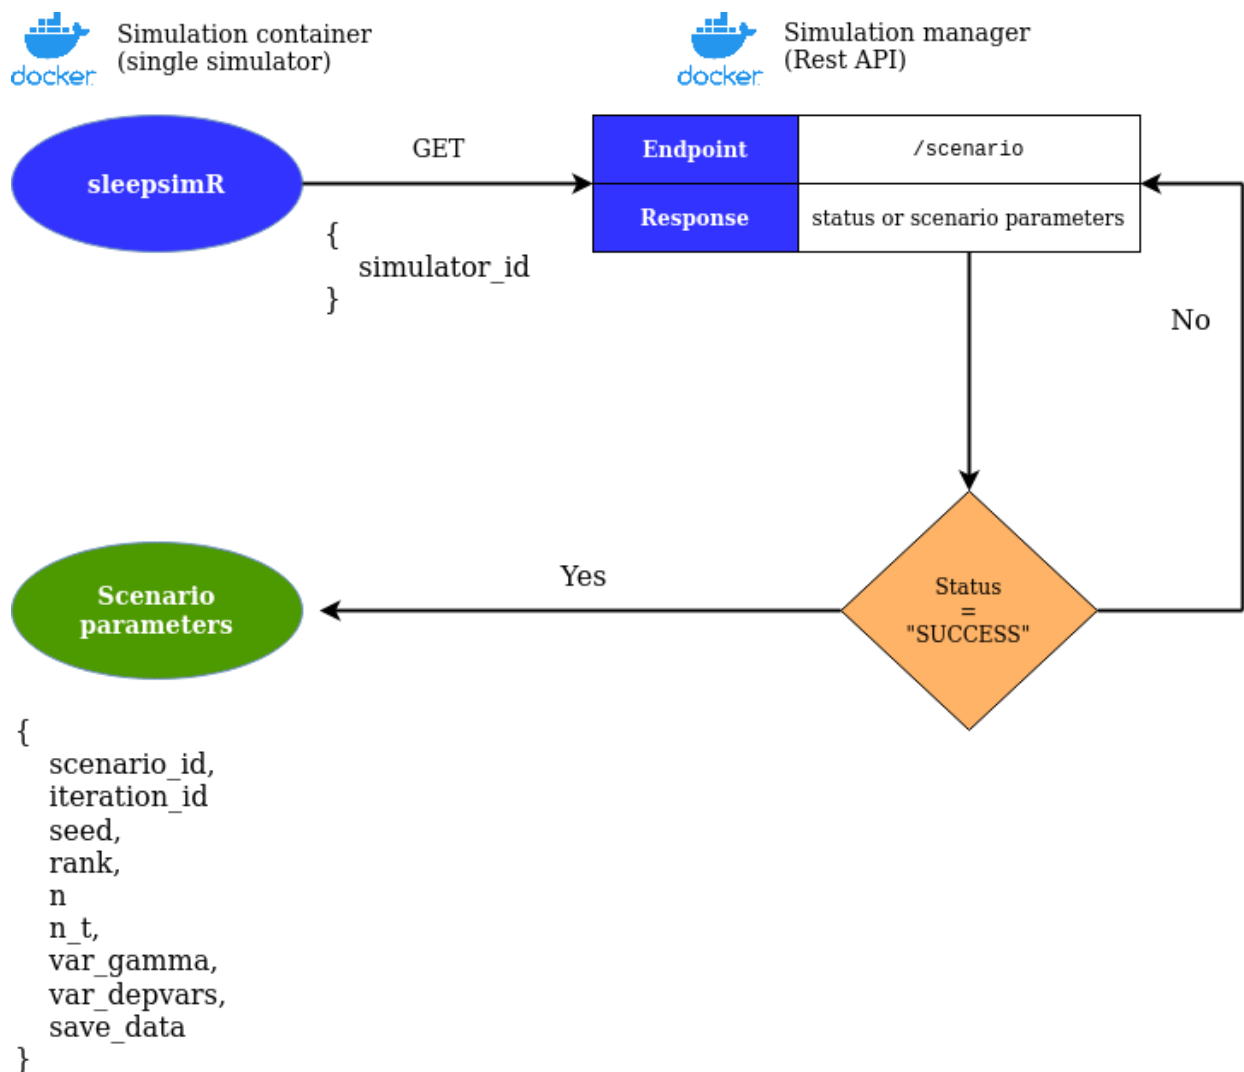 docker
Simulation container
(single simulator)
docker
Simulation manager
(Rest API)
sleepsimR
GET
{
simulator_id
}
Endpoint
/scenario
Response
status or scenario parameters
No
Status
=
"SUCCESS"
Yes
Scenario
parameters
{
scenario_id,
iteration_id
seed,
rank,
n
n_t,
var_gamma,
var_depvars,
save_data
}